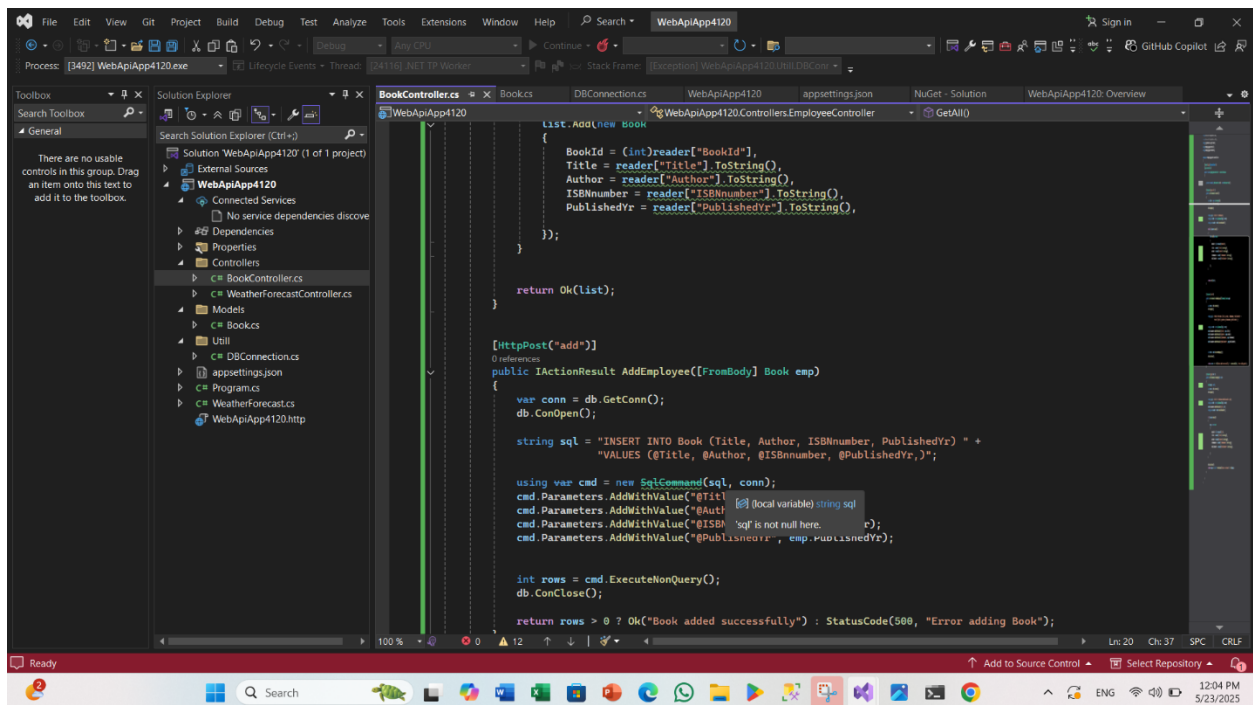 File Edit View Git Project Build Debug Test Analyze Tools Extensions Window Help Search WebApiApp4120 Sign in
Debug Any CPU Continue GitHub Copilot
Process: [3492] WebApiApp4120.exe Lifecycle Events Thread: [24116] .NET TP Worker Stack Frame: [Exception] WebApiApp4120.Utill.DBConr
Toolbox Solution Explorer BookController.cs Book.cs DBConnection.cs WebApiApp4120 appsettings.json NuGet - Solution WebApiApp4120: Overview
Search Toolbox
General
There are no usable
controls in this group. Drag
an item onto this text to
add it to the toolbox.
Search Solution Explorer (Ctrl+;)
Solution 'WebApiApp4120' (1 of 1 project)
External Sources
WebApiApp4120
Connected Services
No service dependencies discove
Dependencies
Properties
Controllers
C# BookController.cs
C# WeatherForecastController.cs
Models
C# Book.cs
Utill
C# DBConnection.cs
appsettings.json
C# Program.cs
C# WeatherForecast.cs
WebApiApp4120.http
WebApiApp4120 WebApiApp4120.Controllers.EmployeeController GetAll()
list.Add(new Book
{
BookId = (int)reader["BookId"],
Title = reader["Title"].ToString(),
Author = reader["Author"].ToString(),
ISBNnumber = reader["ISBNnumber"].ToString(),
PublishedYr = reader["PublishedYr"].ToString(),
});
}
return Ok(list);
}
[HttpPost("add")]
0 references
public IActionResult AddEmployee([FromBody] Book emp)
{
var conn = db.GetConn();
db.ConOpen();
string sql = "INSERT INTO Book (Title, Author, ISBNnumber, PublishedYr) " +
"VALUES (@Title, @Author, @ISBnnumber, @PublishedYr,)";
using var cmd = new SqlCommand(sql, conn);
cmd.Parameters.AddWithValue("@Titl
cmd.Parameters.AddWithValue("@Auth
cmd.Parameters.AddWithValue("@ISBN r);
cmd.Parameters.AddWithValue("@PublishedYr", emp.PublishedYr);
(local variable) string sql
'sql' is not null here.
int rows = cmd.ExecuteNonQuery();
db.ConClose();
return rows > 0 ? Ok("Book added successfully") : StatusCode(500, "Error adding Book");
100 % 0 12 Ln: 20 Ch: 37 SPC CRLF
Ready Add to Source Control Select Repository 1
2 Search ENG 12:04 PM
5/23/2025